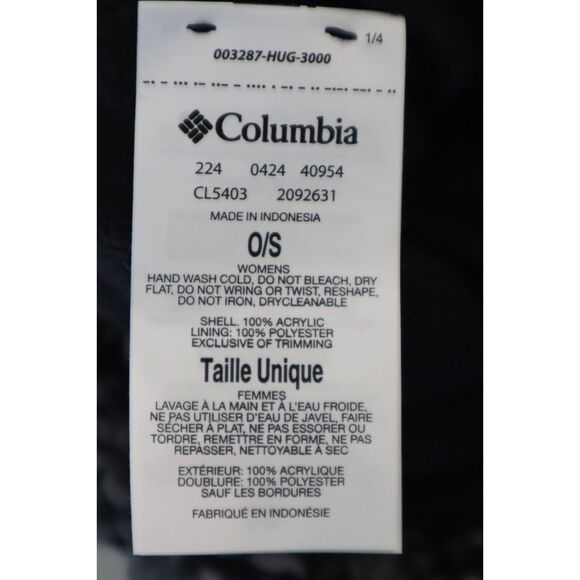 1/4
003287-HUG-3000
Columbia
224 0424 40954
CL5403 2092631
MADE IN INDONESIA
O/S
WOMENS
HAND WASH COLD, DO NOT BLEACH, DRY
FLAT, DO NOT WRING OR TWIST, RESHAPE,
DO NOT IRON, DRYCLEANABLE
SHELL. 100% ACRYLIC
LINING: 100% POLYESTER
EXCLUSIVE OF TRIMMING
Taille Unique
FEMMES
LAVAGE À LA MAIN ET À L'EAU FROIDE,
NE PAS UTILISER D'EAU DE JAVEL, FAIRE
SÉCHER À PLAT, NE PAS ESSORER OU
TORDRE, REMETTRE EN FORME, NE PAS
REPASSER, NETTOYABLE À SEC
EXTÉRIEUR: 100% ACRYLIQUE
DOUBLURE: 100% POLYESTER
SAUF LES BORDURES
FABRIQUÉ EN INDONÉSIE